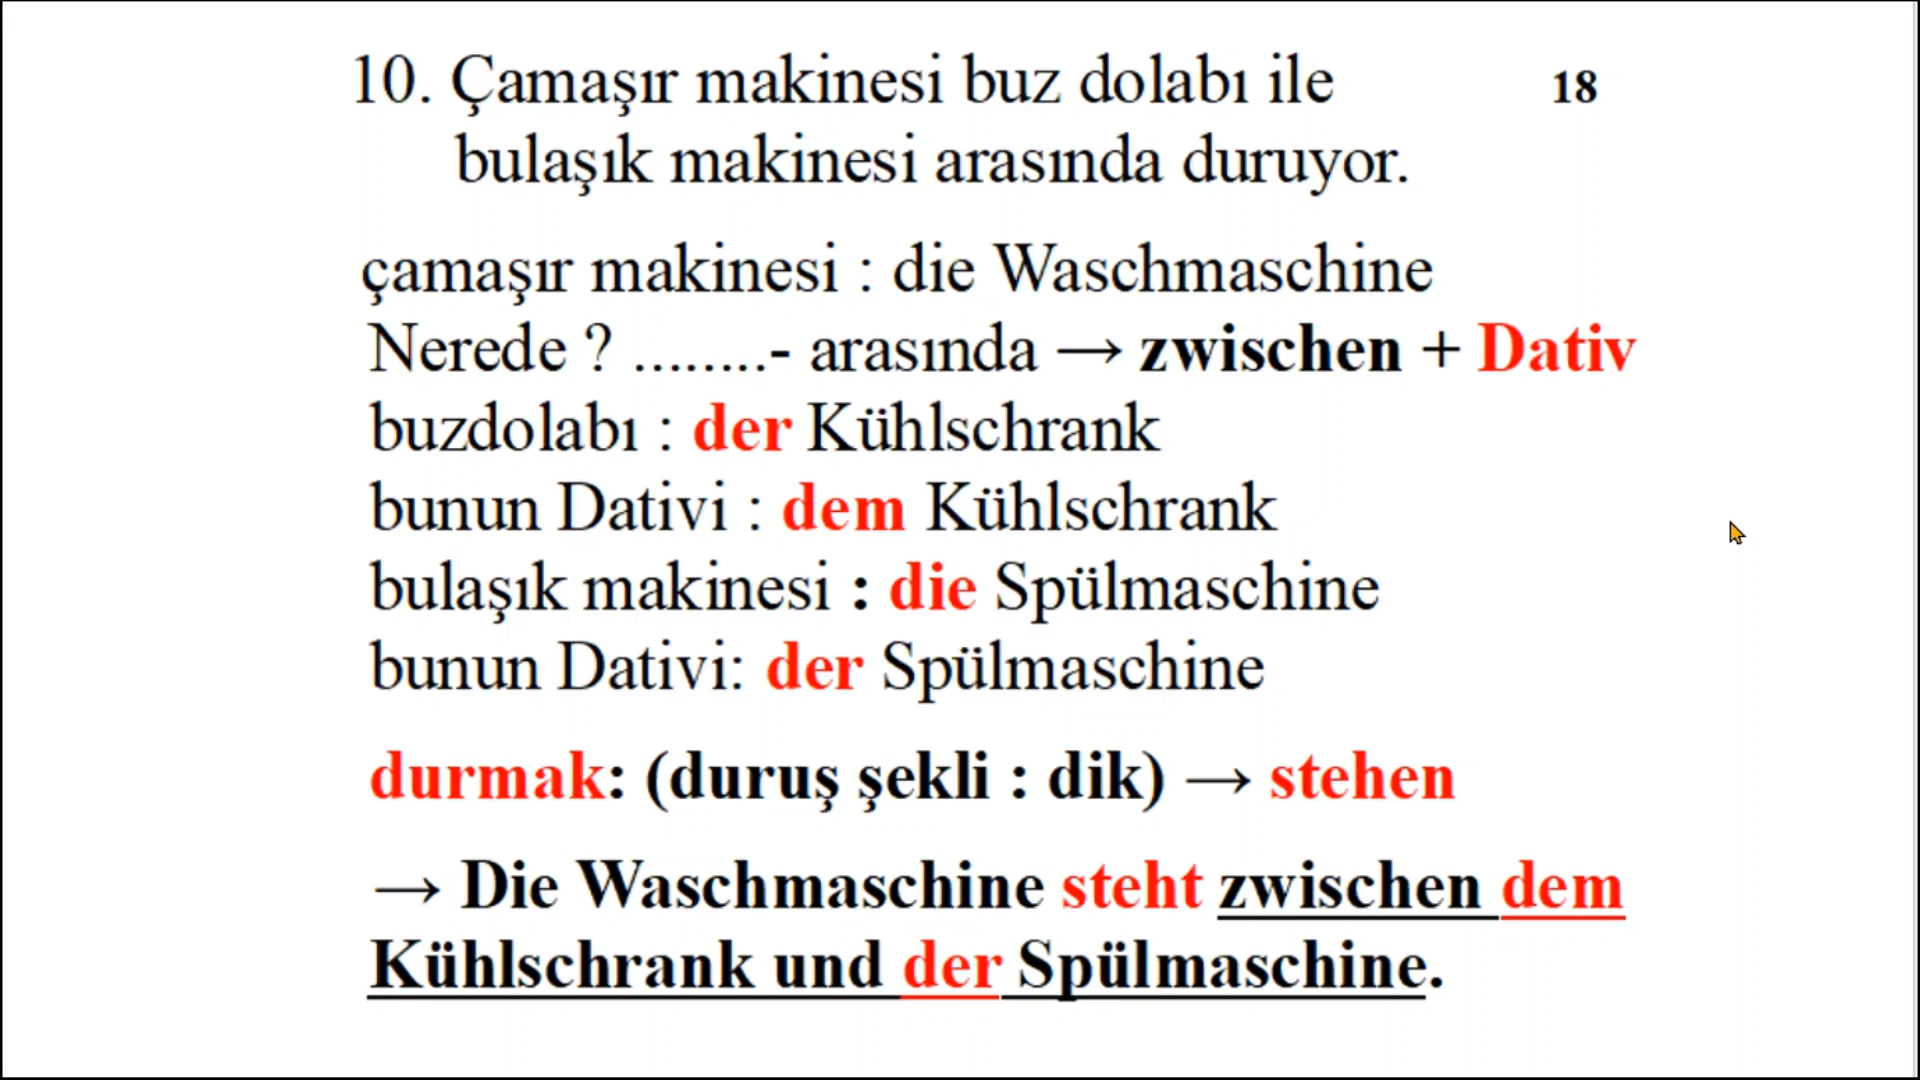 10. Çamaşır makinesi buz dolabı ile 18
bulaşık makinesi arasında duruyor.
çamaşır makinesi : die Waschmaschine
Nerede ? ........- arasında → zwischen + Dativ
buzdolabı : der Kühlschrank
bunun Dativi : dem Kühlschrank
bulaşık makinesi : die Spülmaschine
bunun Dativi: der Spülmaschine
durmak: (duruş şekli : dik) → stehen
→ Die Waschmaschine steht zwischen dem
Kühlschrank und der Spülmaschine.